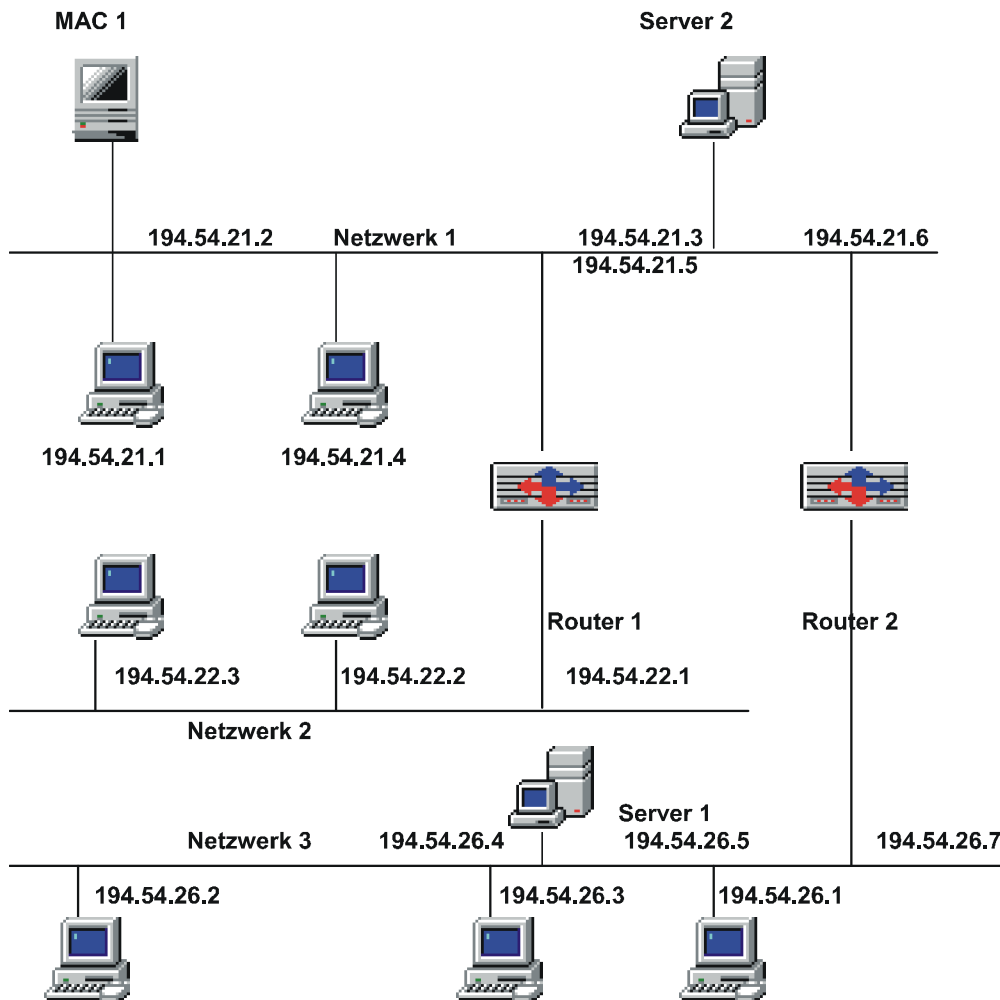 MAC 1
Server 2
194.54.21.2
Netzwerk 1
194.54.21.3
194.54.21.6
194.54.21.5
194.54.21.1
194.54.21.4
Router 1
Router 2
194.54.22.3
194.54.22.2
194.54.22.1
Netzwerk 2
Server 1
Netzwerk 3
194.54.26.4
194.54.26.5
194.54.26.7
194.54.26.2
194.54.26.3
194.54.26.1